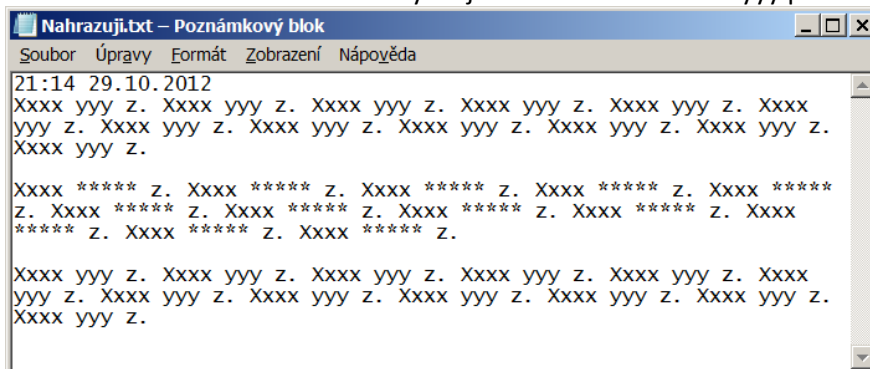 Nahrazuji.txt – Poznámkový blok
Soubor Úpravy Formát Zobrazení Nápověda
21:14 29.10.2012
Xxxx yyy z. Xxxx yyy z. Xxxx yyy z. Xxxx yyy z. Xxxx yyy z. Xxxx
yyy z. Xxxx yyy z. Xxxx yyy z. Xxxx yyy z. Xxxx yyy z. Xxxx yyy z.
Xxxx yyy z.
Xxxx ***** z. Xxxx ***** z. Xxxx ***** z. Xxxx ***** z. Xxxx *****
z. Xxxx ***** z. Xxxx ***** z. Xxxx ***** z. Xxxx ***** z. Xxxx
***** z. Xxxx ***** z. Xxxx ***** z.
Xxxx yyy z. Xxxx yyy z. Xxxx yyy z. Xxxx yyy z. Xxxx yyy z. Xxxx
yyy z. Xxxx yyy z. Xxxx yyy z. Xxxx yyy z. Xxxx yyy z. Xxxx yyy z.
Xxxx yyy z.